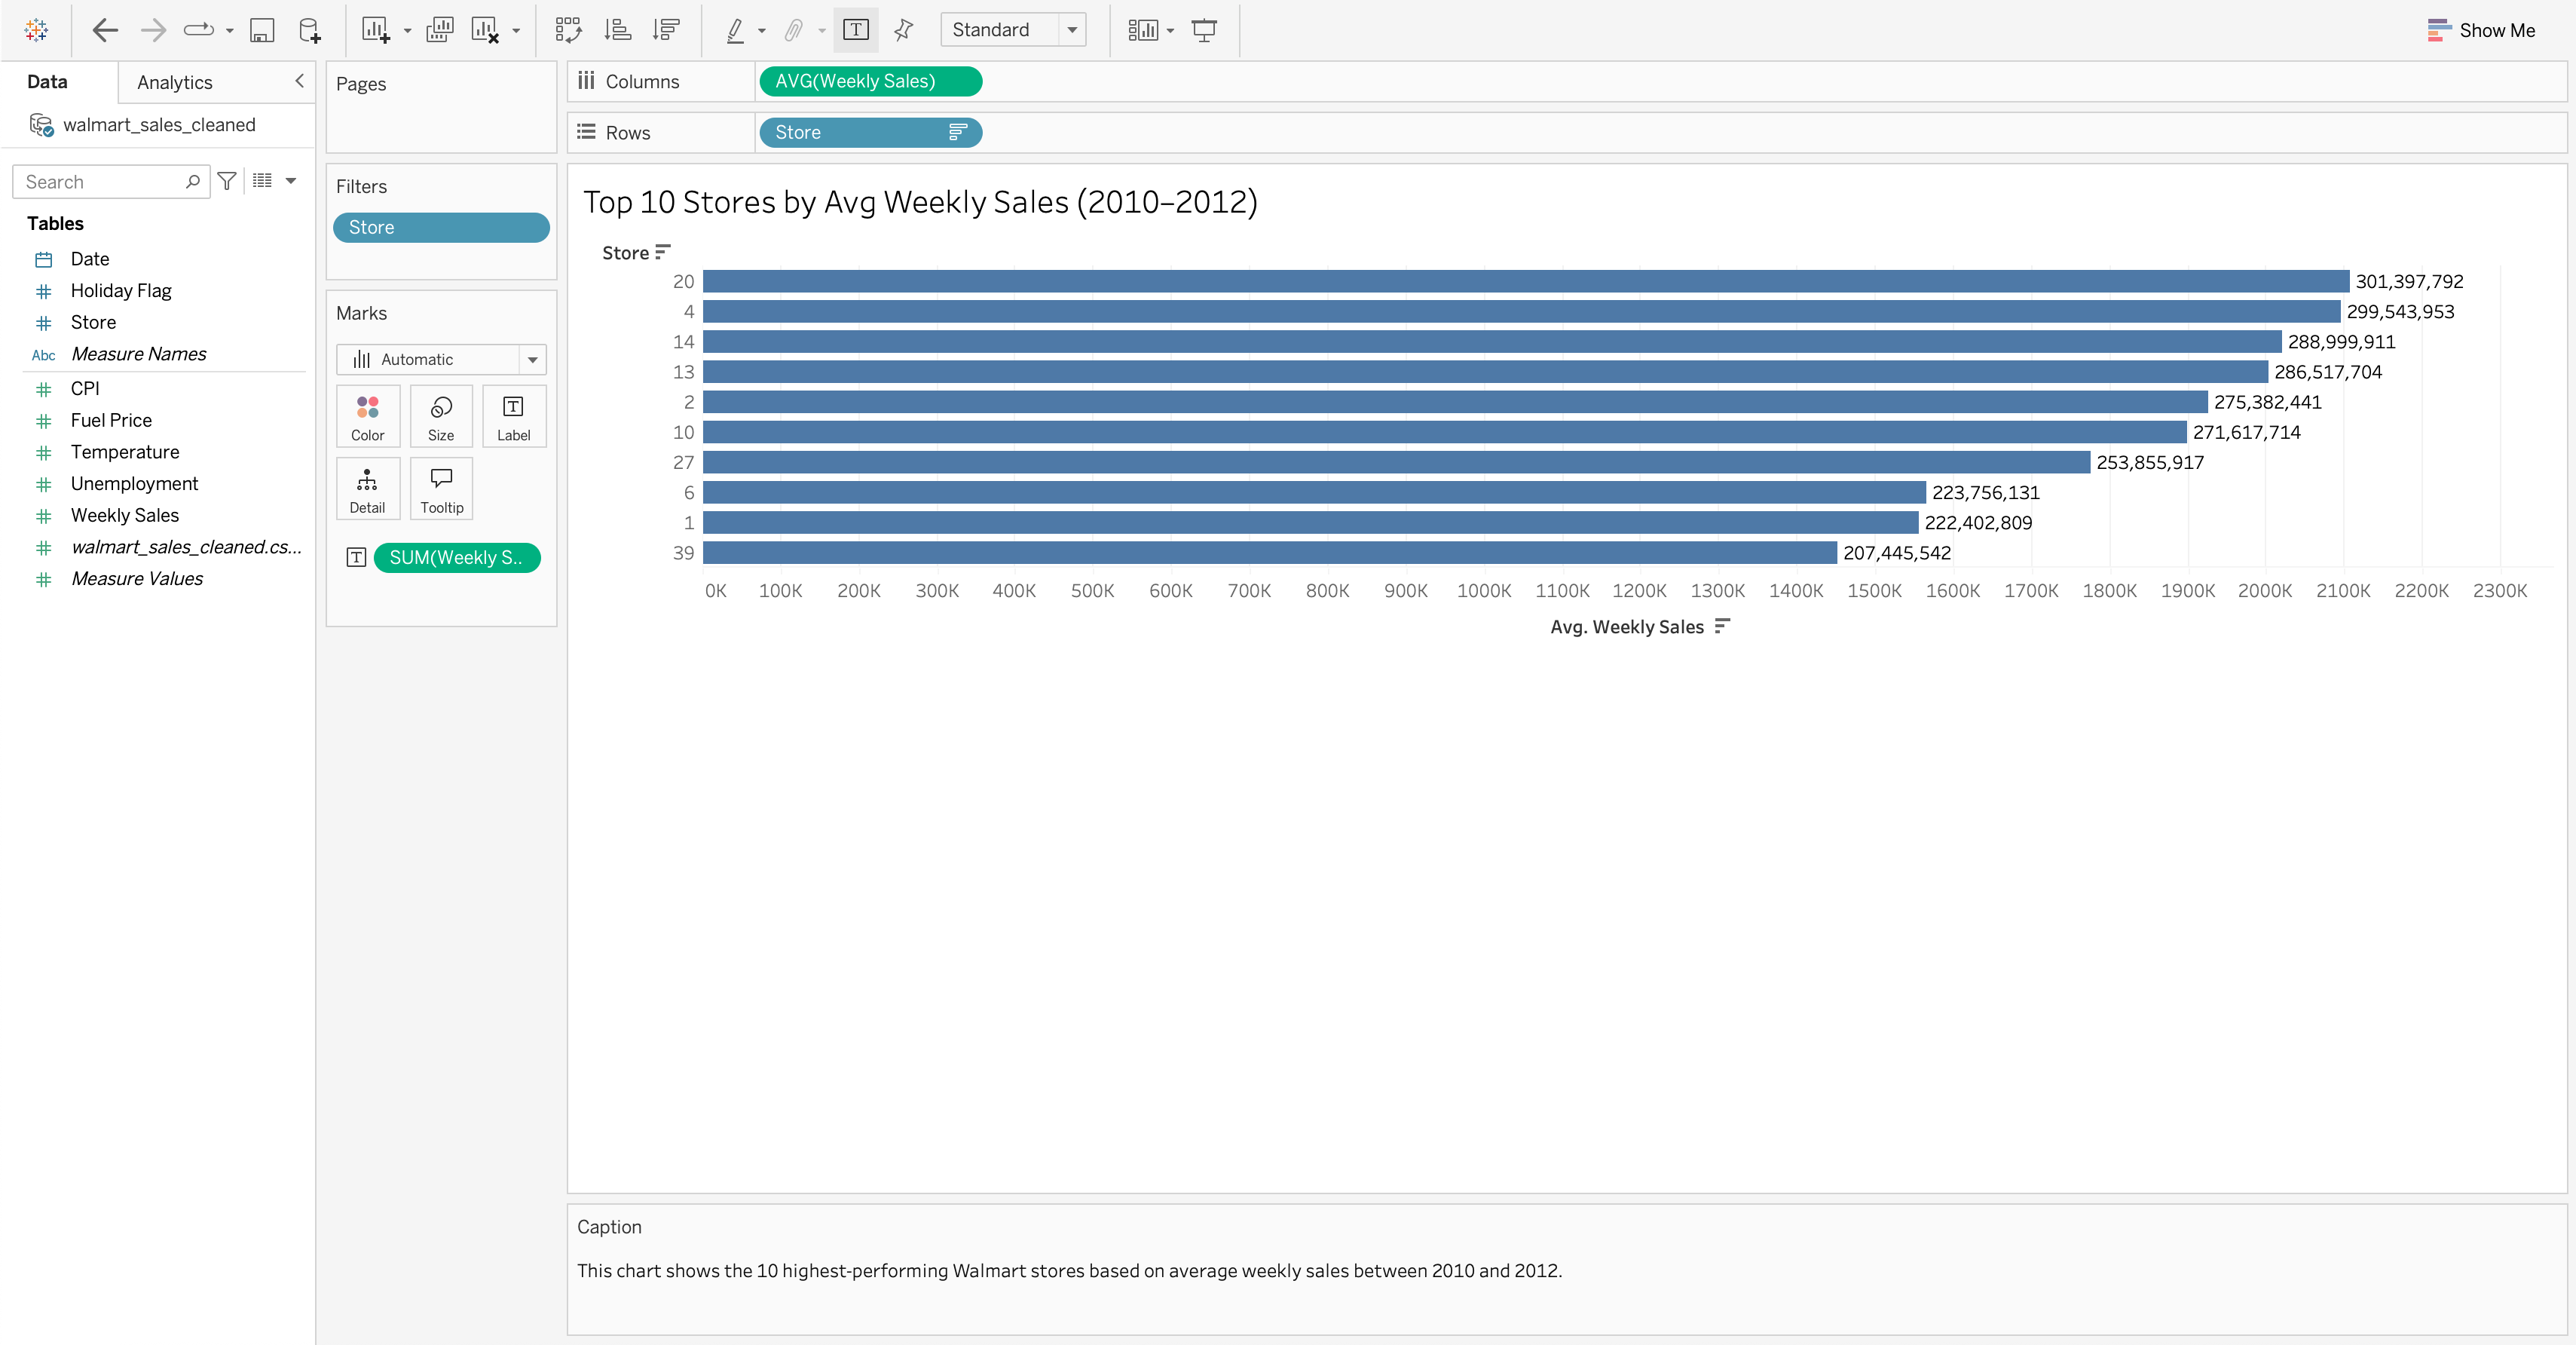 Standard
Show Me
Data
Analytics
walmart_sales_cleaned
Search
Tables
Date
Holiday Flag
Store
Abc Measure Names
CPI
Fuel Price
Temperature
Unemployment
Weekly Sales
walmart_sales_cleaned.cs...
Measure Values
Pages
Filters
Store
Marks
Automatic
Color Size Label
Detail Tooltip
SUM(Weekly S..
Columns AVG(Weekly Sales)
Rows Store
Top 10 Stores by Avg Weekly Sales (2010–2012)
Store
20 301,397,792
4 299,543,953
14 288,999,911
13 286,517,704
2 275,382,441
10 271,617,714
27 253,855,917
6 223,756,131
1 222,402,809
39 207,445,542
0K 100K 200K 300K 400K 500K 600K 700K 800K 900K 1000K 1100K 1200K 1300K 1400K 1500K 1600K 1700K 1800K 1900K 2000K 2100K 2200K 2300K
Avg. Weekly Sales
Caption
This chart shows the 10 highest-performing Walmart stores based on average weekly sales between 2010 and 2012.